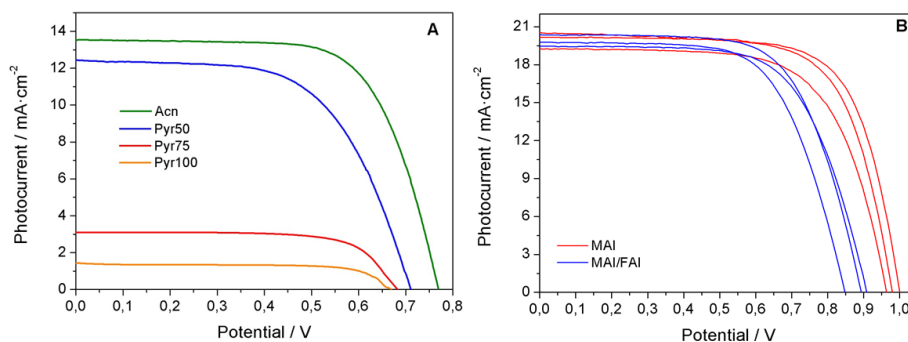 A
14
12
10
8
6
4
2
0
Photocurrent / mA·cm⁻²
Acn
Pyr50
Pyr75
Pyr100
0,0 0,1 0,2 0,3 0,4 0,5 0,6 0,7 0,8
Potential / V
B
21
18
15
12
9
6
3
0
Photocurrent / mA·cm⁻²
MAI
MAI/FAI
0,0 0,1 0,2 0,3 0,4 0,5 0,6 0,7 0,8 0,9 1,0
Potential / V